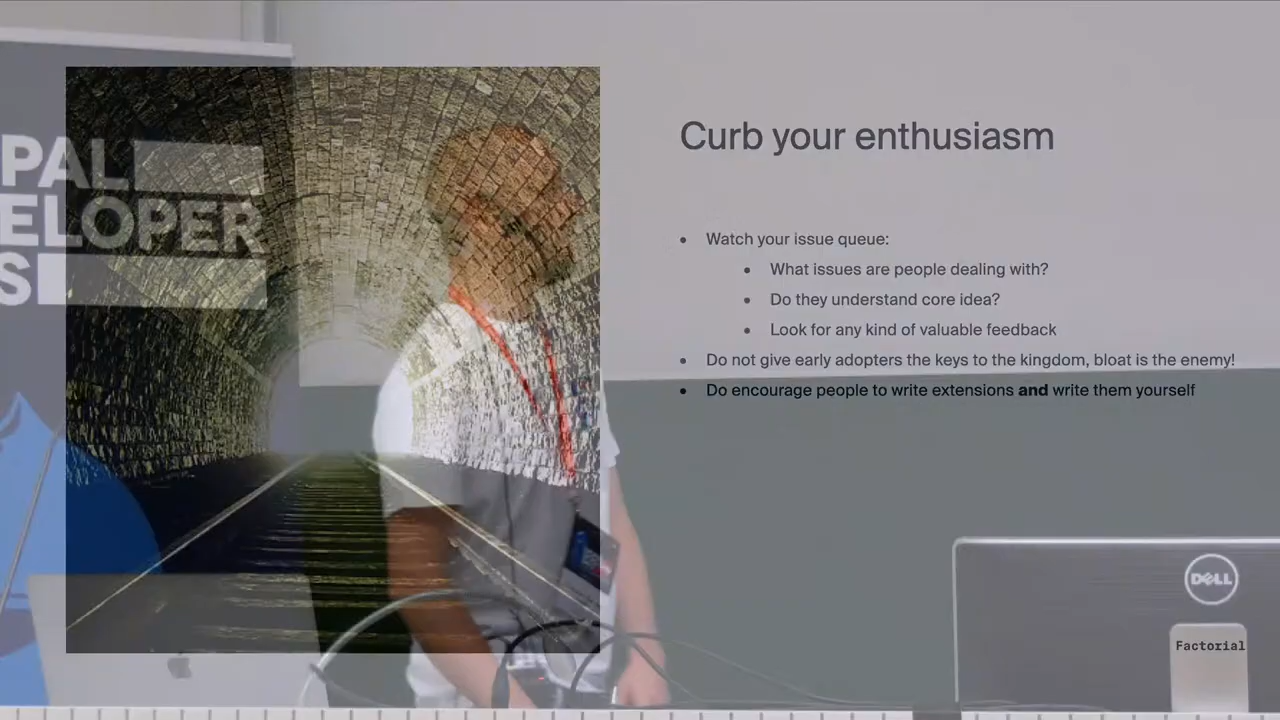 PAL
ELOPER
S
Curb your enthusiasm
Watch your issue queue:
What issues are people dealing with?
Do they understand core idea?
Look for any kind of valuable feedback
Do not give early adopters the keys to the kingdom, bloat is the enemy!
Do encourage people to write extensions and write them yourself
DELL
Factorial